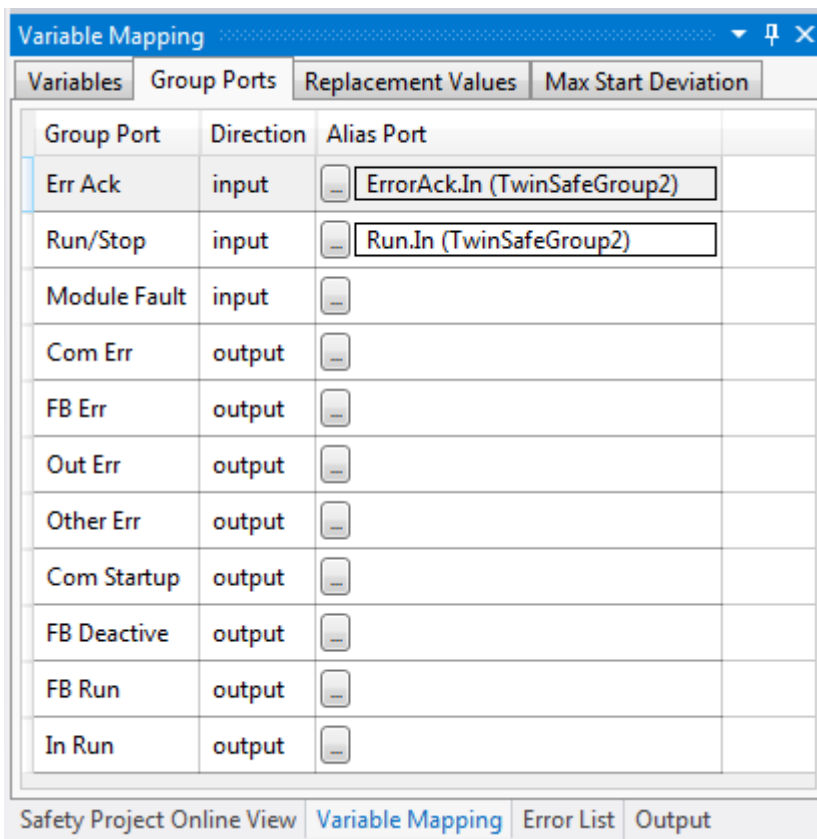 Variable Mapping
Variables Group Ports Replacement Values Max Start Deviation
Group Port Direction Alias Port
Err Ack input ... ErrorAck.In (TwinSafeGroup2)
Run/Stop input ... Run.In (TwinSafeGroup2)
Module Fault input ...
Com Err output ...
FB Err output ...
Out Err output ...
Other Err output ...
Com Startup output ...
FB Deactive output ...
FB Run output ...
In Run output ...
Safety Project Online View Variable Mapping Error List Output